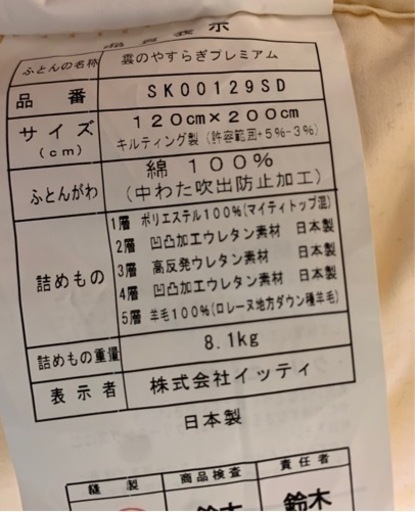 品質表示
ふとんの名称 雲のやすらぎプレミアム
品番 SK00129SD
サイズ(cm) 120cm×200cm
キルティング製(許容範囲+5%-3%)
ふとんがわ 綿 100%
(中わた吹出防止加工)
詰めもの
1層 ポリエステル100%(マイティトップ混)
2層 凹凸加工ウレタン素材 日本製
3層 高反発ウレタン素材 日本製
4層 凹凸加工ウレタン素材 日本製
5層 羊毛100%(ロレーヌ地方ダウン種羊毛)
詰めもの重量 8.1kg
表示者 株式会社イッティ
日本製
縫製 商品検査 責任者
鈴木 鈴木